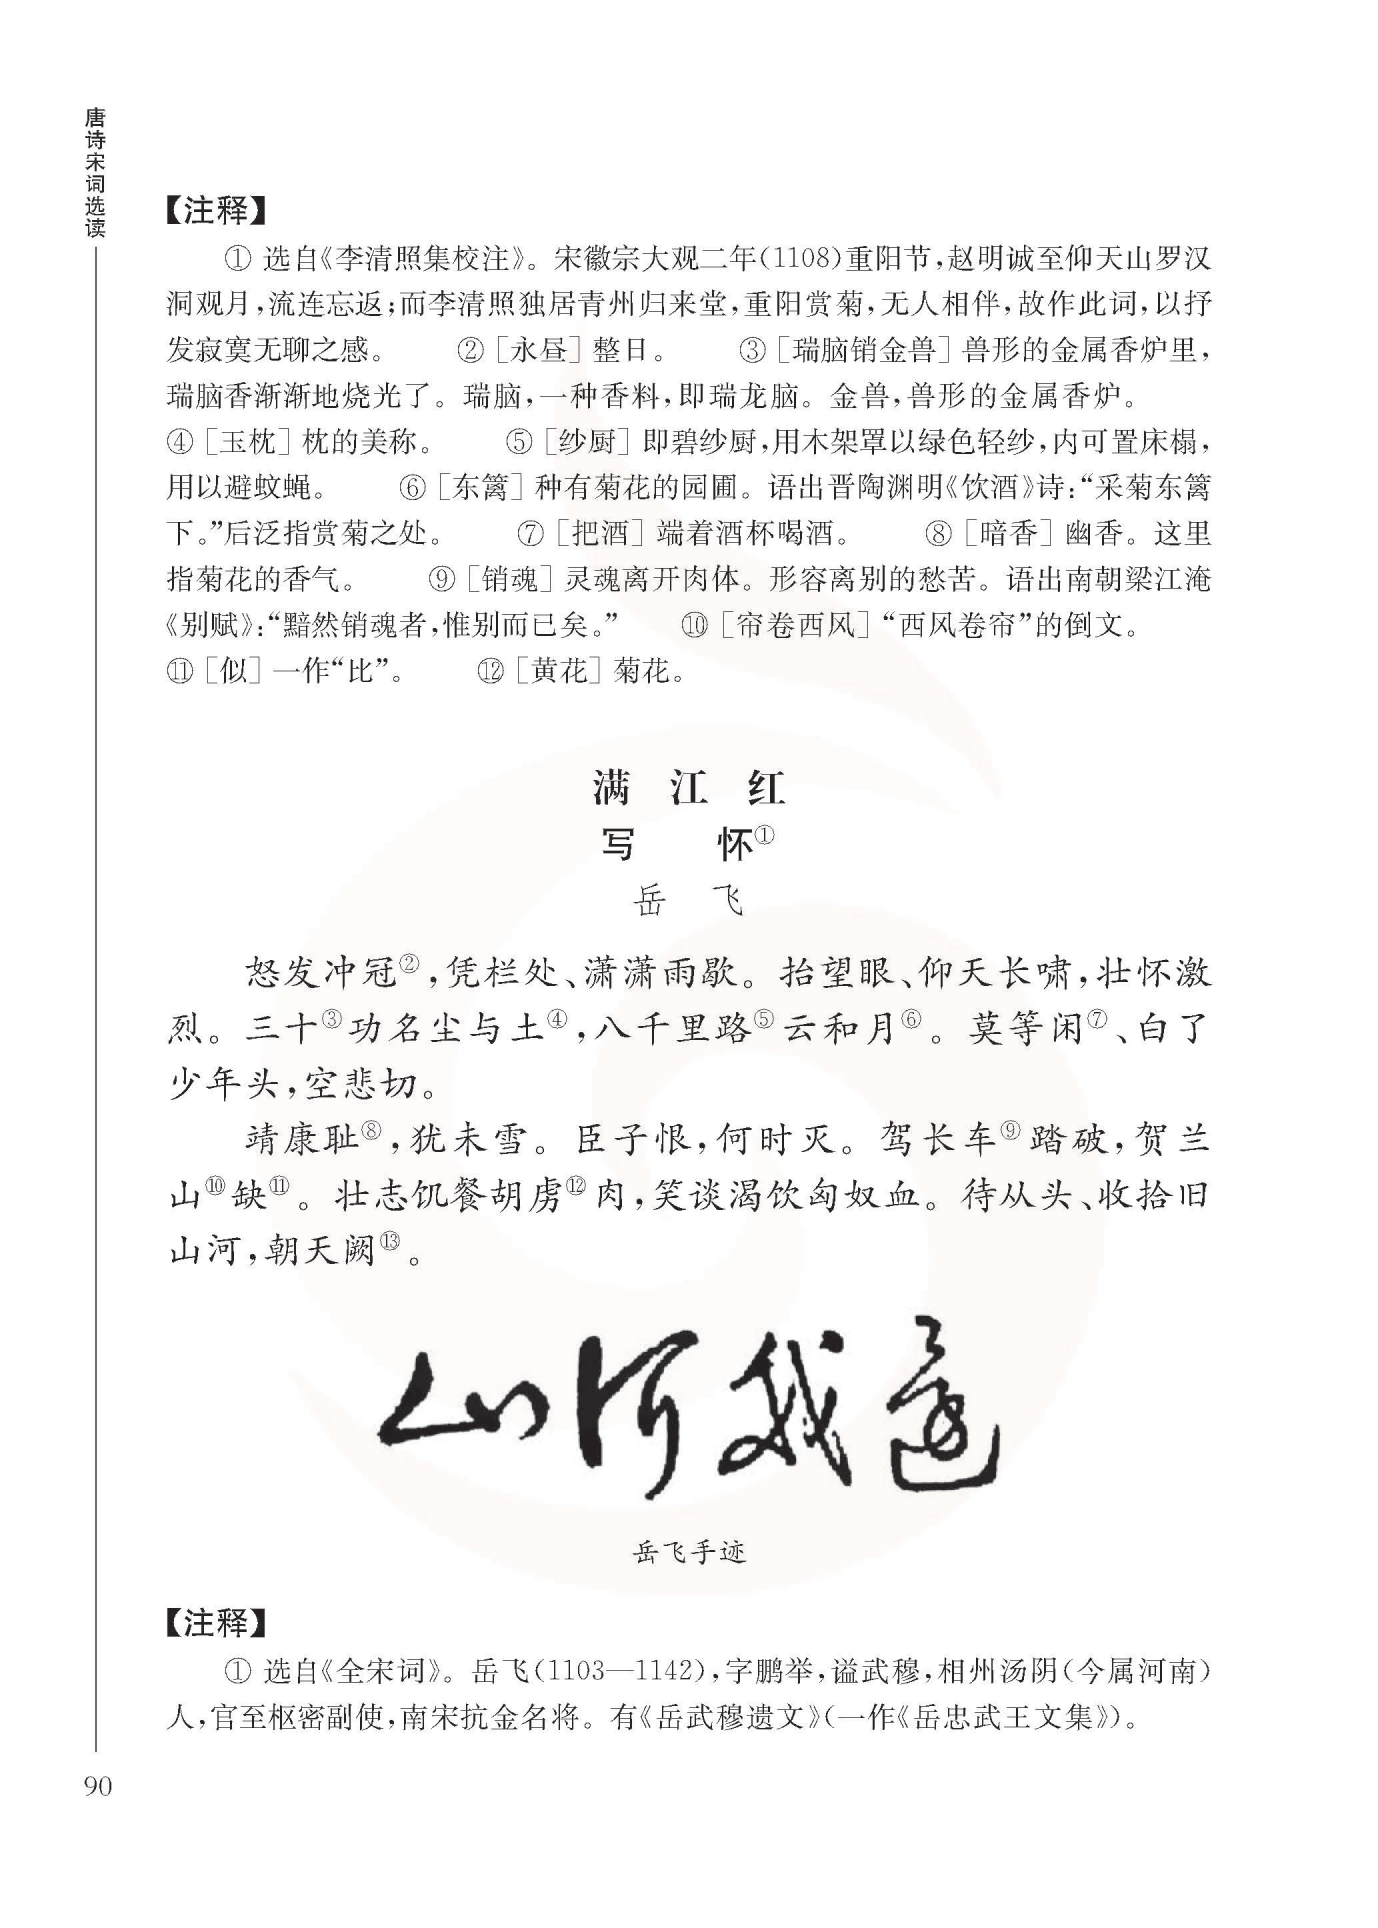 唐诗宋词选读
【注释】
① 选自《李清照集校注》。宋徽宗大观二年(1108)重阳节,赵明诚至仰天山罗汉
洞观月,流连忘返;而李清照独居青州归来堂,重阳赏菊,无人相伴,故作此词,以抒
发寂寞无聊之感。 ②［永昼］整日。 ③［瑞脑销金兽］兽形的金属香炉里,
瑞脑香渐渐地烧光了。瑞脑,一种香料,即瑞龙脑。金兽,兽形的金属香炉。
④［玉枕］枕的美称。 ⑤［纱厨］即碧纱厨,用木架罩以绿色轻纱,内可置床榻,
用以避蚊蝇。 ⑥［东篱］种有菊花的园圃。语出晋陶渊明《饮酒》诗:“采菊东篱
下。”后泛指赏菊之处。 ⑦［把酒］端着酒杯喝酒。 ⑧［暗香］幽香。这里
指菊花的香气。 ⑨［销魂］灵魂离开肉体。形容离别的愁苦。语出南朝梁江淹
《别赋》:“黯然销魂者,惟别而已矣。” ⑩［帘卷西风］“西风卷帘”的倒文。
⑪［似］一作“比”。 ⑫［黄花］菊花。
满 江 红
写 怀①
岳 飞
怒发冲冠②,凭栏处、潇潇雨歇。抬望眼、仰天长啸,壮怀激
烈。三十③功名尘与土④,八千里路⑤云和月⑥。莫等闲⑦、白了
少年头,空悲切。
靖康耻⑧,犹未雪。臣子恨,何时灭。驾长车⑨踏破,贺兰
山⑩缺⑪。壮志饥餐胡虏⑫肉,笑谈渴饮匈奴血。待从头、收拾旧
山河,朝天阙⑬。
山河我还
岳飞手迹
【注释】
① 选自《全宋词》。岳飞(1103—1142),字鹏举,谥武穆,相州汤阴(今属河南)
人,官至枢密副使,南宋抗金名将。有《岳武穆遗文》(一作《岳忠武王文集》)。
90